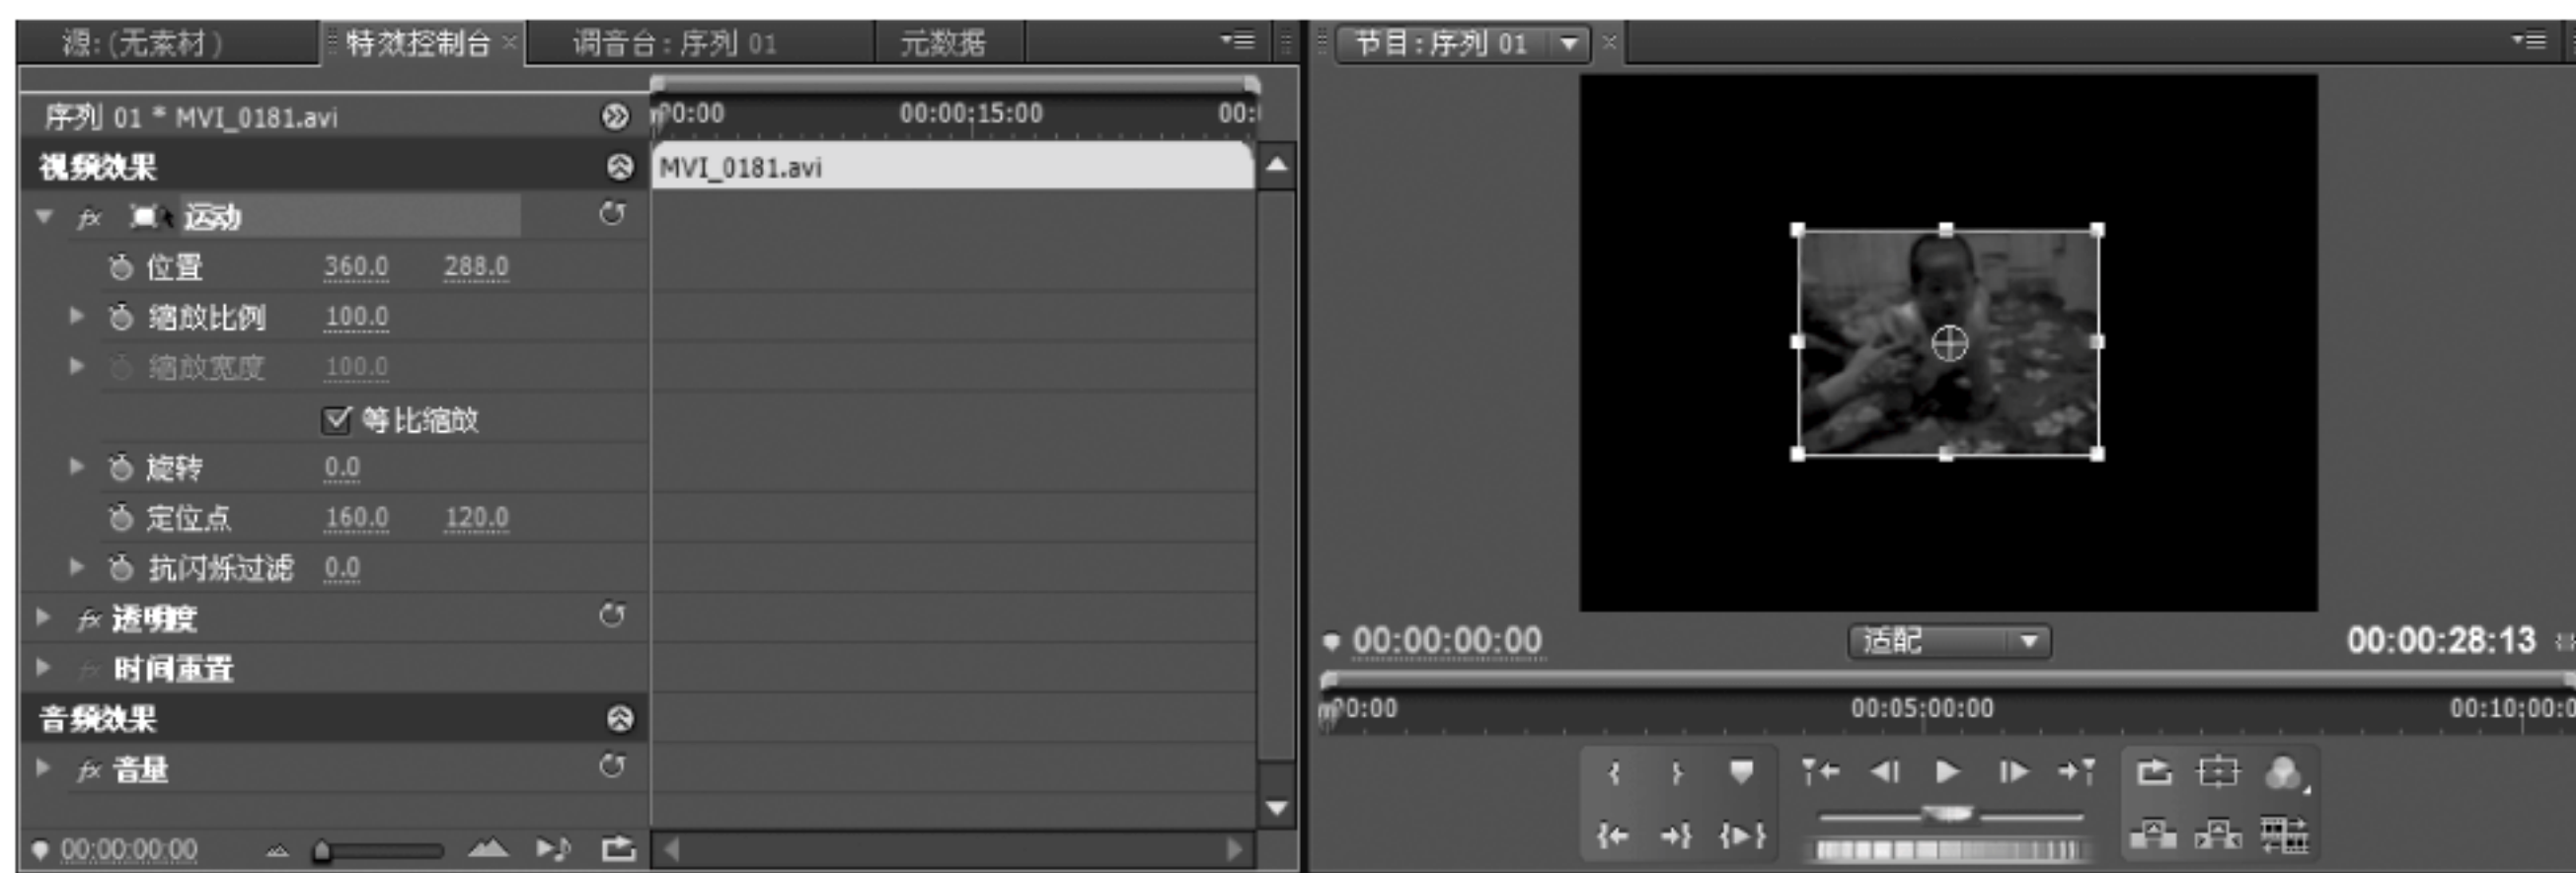 源:(无素材)
特效控制台
调音台:序列 01
元数据
序列 01 * MVI_0181.avi
00:00
00:00:15:00
00:
视频效果
MVI_0181.avi
fx 运动
位置 360.0 288.0
缩放比例 100.0
缩放宽度 100.0
等比缩放
旋转 0.0
定位点 160.0 120.0
抗闪烁过滤 0.0
fx 透明度
fx 时间重置
音频效果
fx 音量
00:00:00:00
节目:序列 01
00:00:00:00
适配
00:00:28:13
00:00
00:05:00:00
00:10:00:0